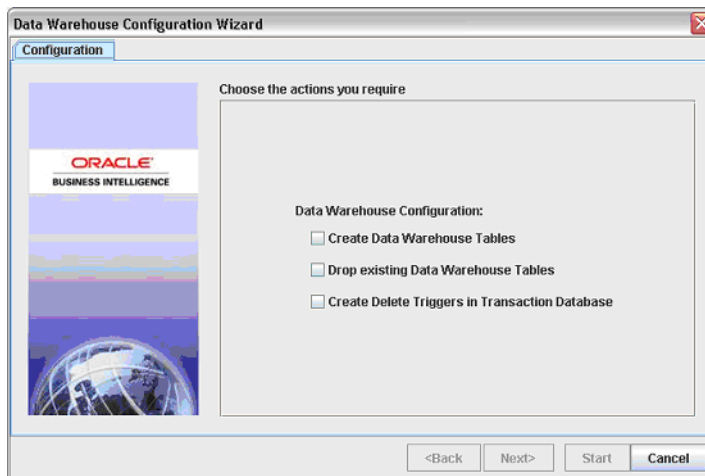 Data Warehouse Configuration Wizard
Configuration
Choose the actions you require
ORACLE
BUSINESS INTELLIGENCE
Data Warehouse Configuration:
Create Data Warehouse Tables
Drop existing Data Warehouse Tables
Create Delete Triggers in Transaction Database
<Back Next> Start Cancel